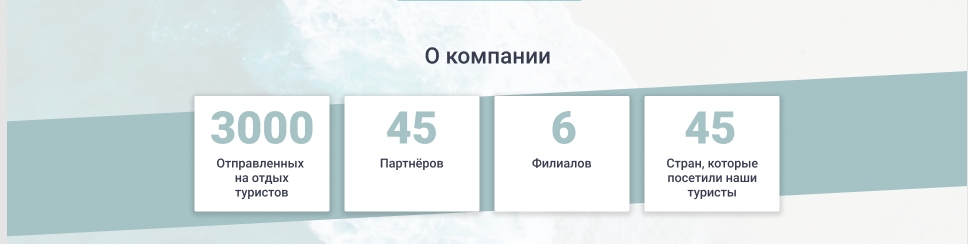 О компании
3000
Отправленных
на отдых
туристов
45
Партнёров
6
Филиалов
45
Стран, которые
посетили наши
туристы